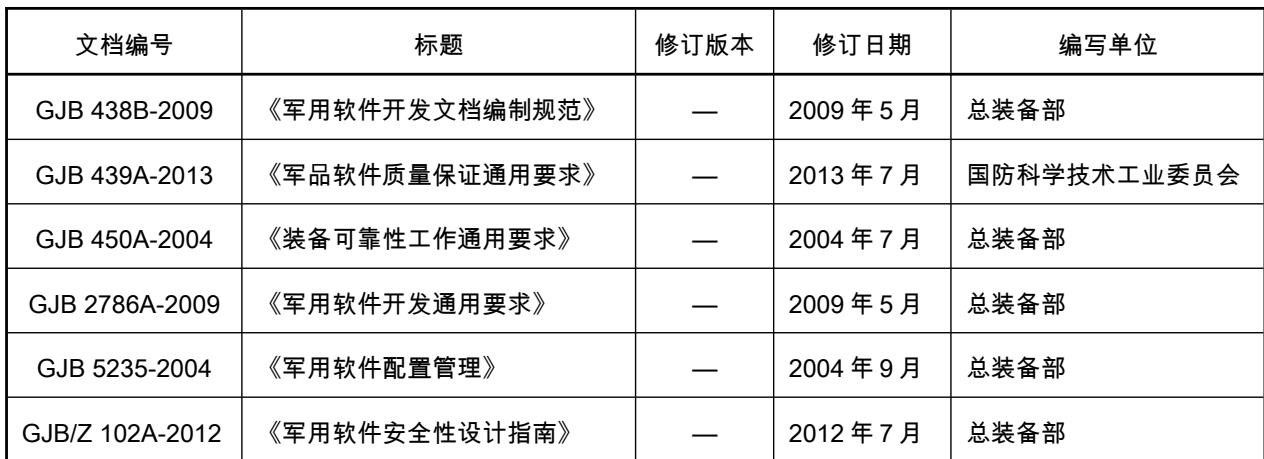 文档编号 标题 修订版本 修订日期 编写单位
GJB 438B-2009 《军用软件开发文档编制规范》 — 2009 年 5 月 总装备部
GJB 439A-2013 《军品软件质量保证通用要求》 — 2013 年 7 月 国防科学技术工业委员会
GJB 450A-2004 《装备可靠性工作通用要求》 — 2004 年 7 月 总装备部
GJB 2786A-2009 《军用软件开发通用要求》 — 2009 年 5 月 总装备部
GJB 5235-2004 《军用软件配置管理》 — 2004 年 9 月 总装备部
GJB/Z 102A-2012 《军用软件安全性设计指南》 — 2012 年 7 月 总装备部